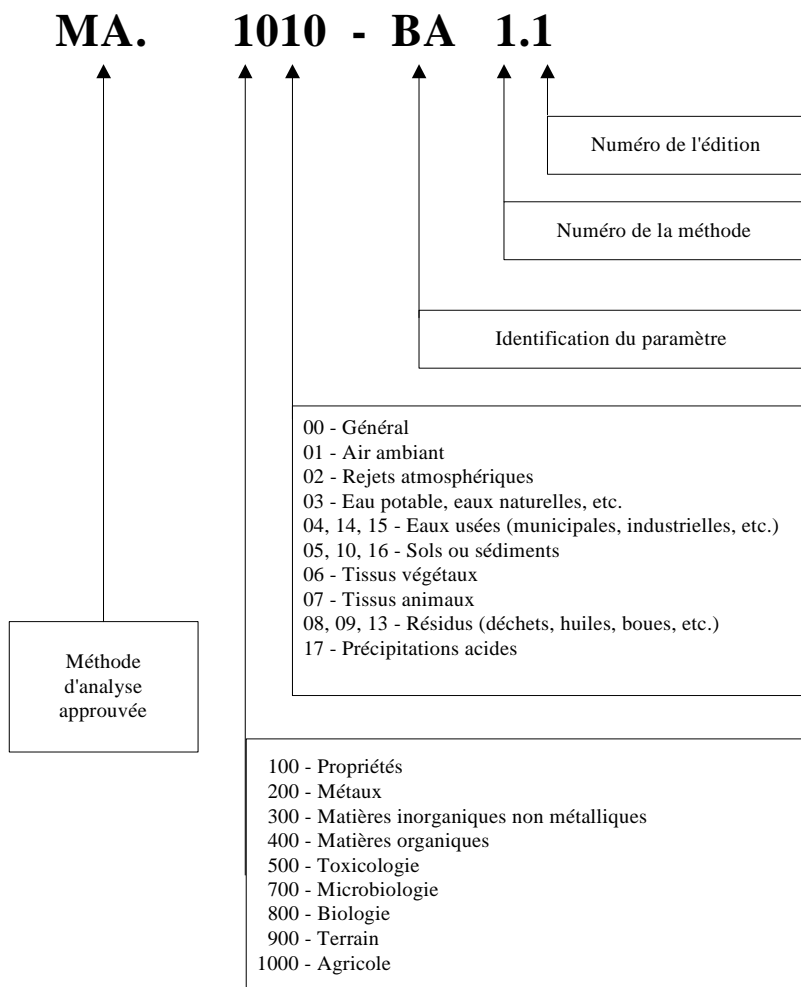 MA. 1010 - BA 1.1
Numéro de l'édition
Numéro de la méthode
Identification du paramètre
00 - Général
01 - Air ambiant
02 - Rejets atmosphériques
03 - Eau potable, eaux naturelles, etc.
04, 14, 15 - Eaux usées (municipales, industrielles, etc.)
05, 10, 16 - Sols ou sédiments
06 - Tissus végétaux
07 - Tissus animaux
08, 09, 13 - Résidus (déchets, huiles, boues, etc.)
17 - Précipitations acides
Méthode
d'analyse
approuvée
100 - Propriétés
200 - Métaux
300 - Matières inorganiques non métalliques
400 - Matières organiques
500 - Toxicologie
700 - Microbiologie
800 - Biologie
900 - Terrain
1000 - Agricole